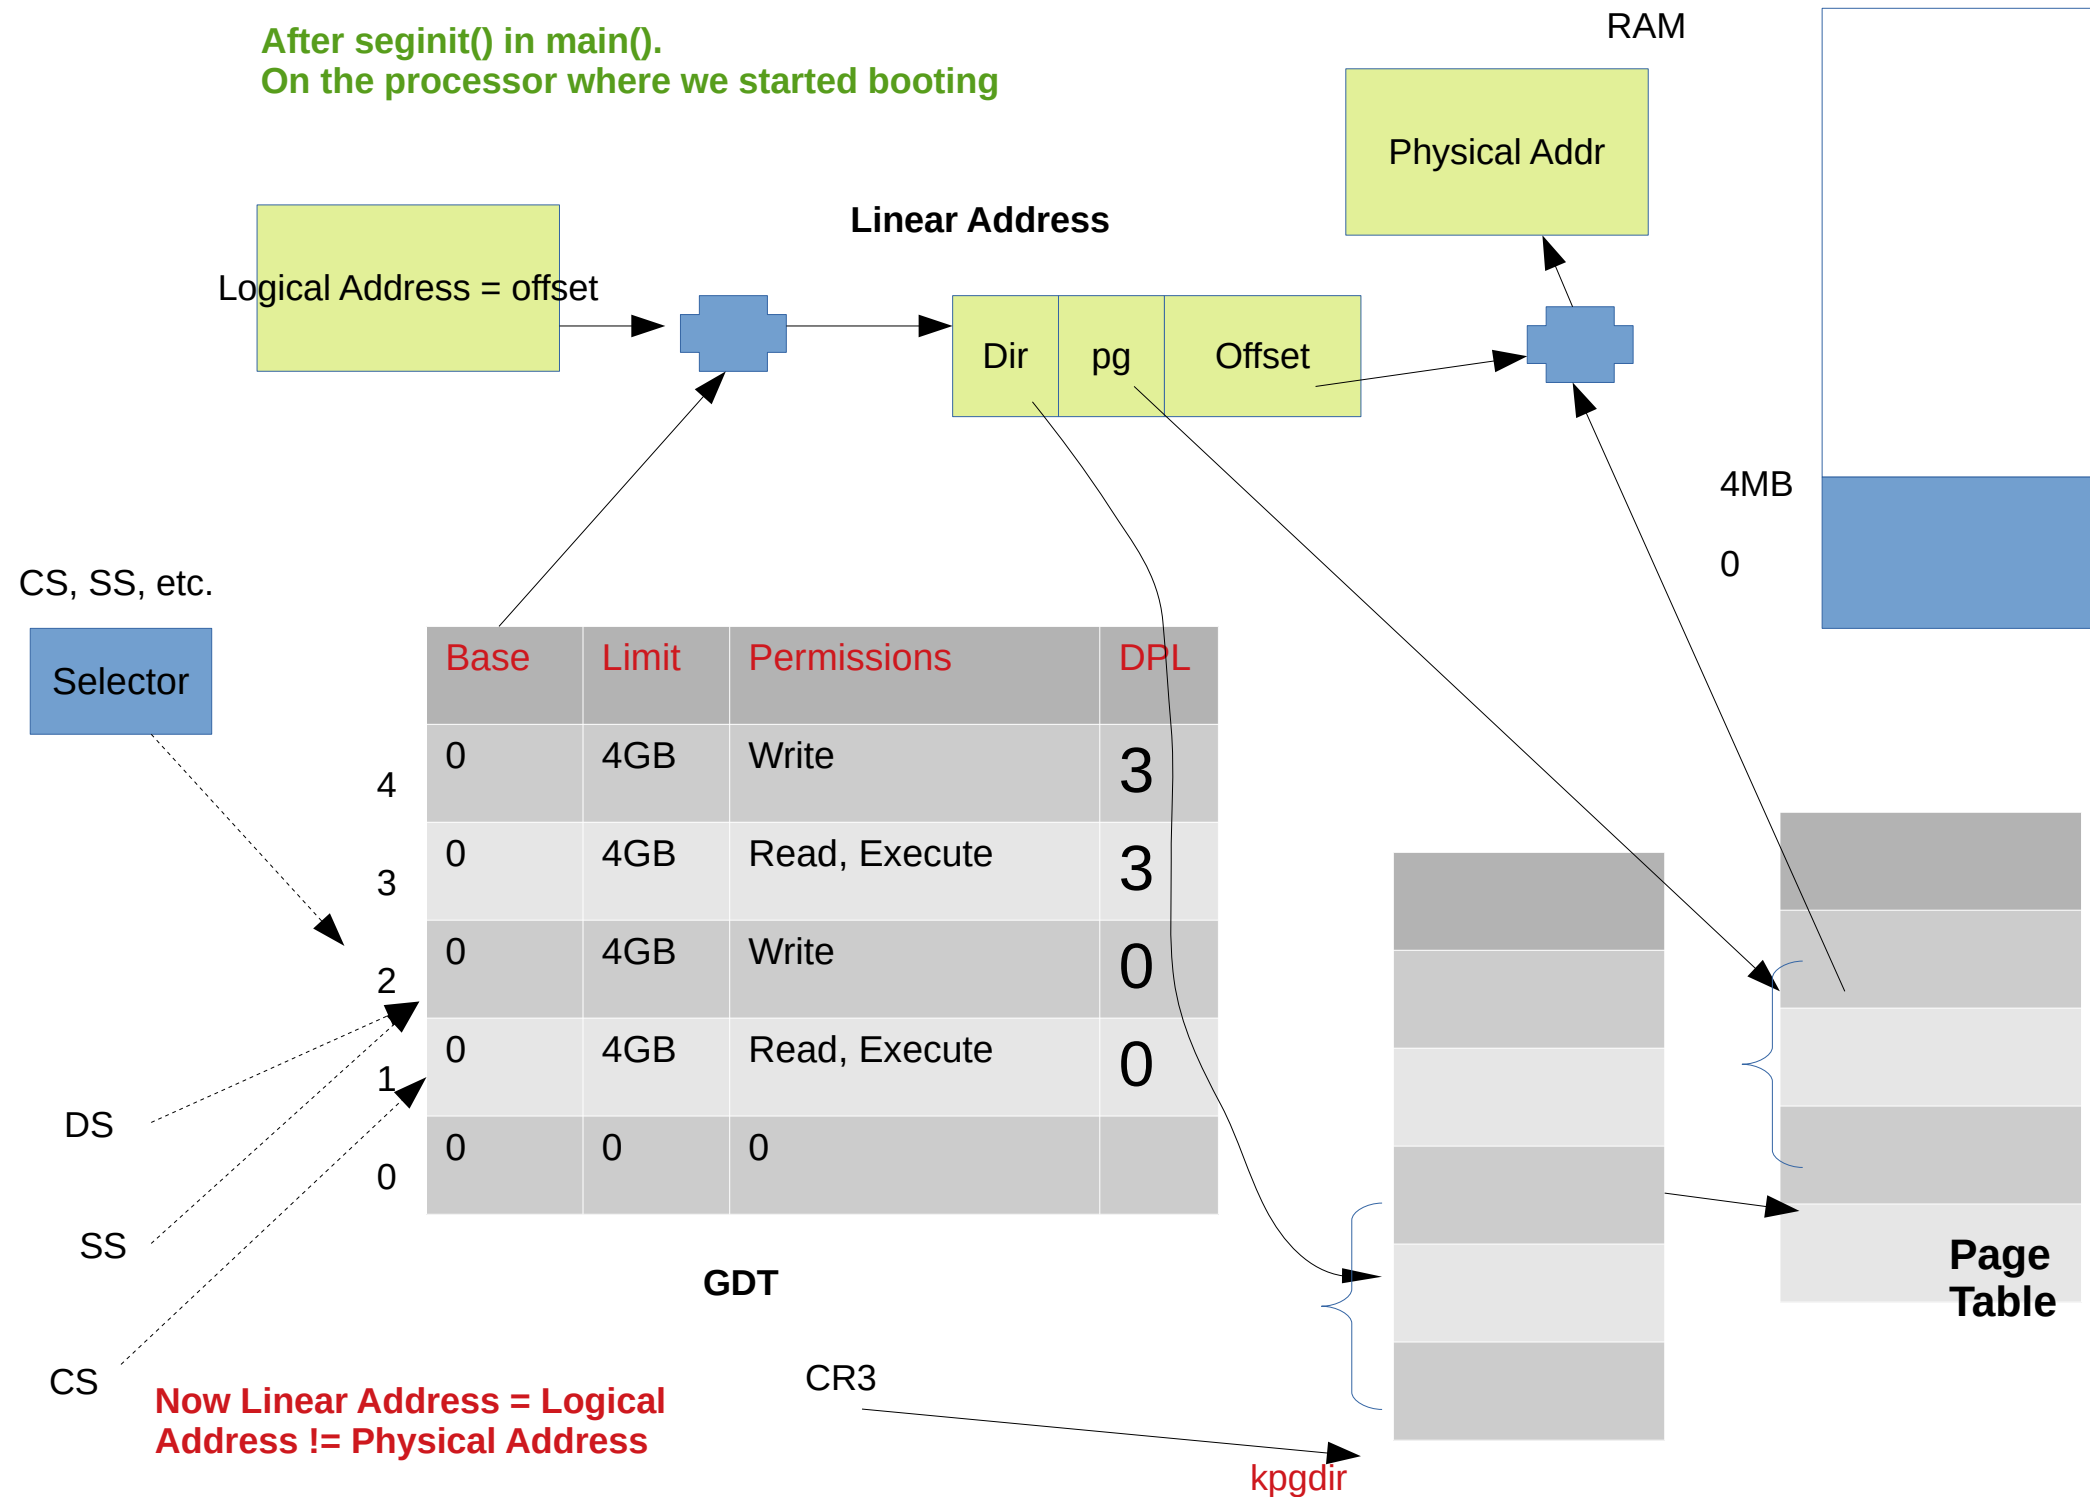 After seginit() in main().
On the processor where we started booting
RAM
Physical Addr
Linear Address
Logical Address = offset
Dir
pg
Offset
4MB
0
CS, SS, etc.
Selector
Base Limit Permissions DPL
4 0 4GB Write 3
3 0 4GB Read, Execute 3
2 0 4GB Write 0
1 0 4GB Read, Execute 0
0 0 0 0
DS
SS
CS
GDT
Page
Table
CR3
kpgdir
Now Linear Address = Logical
Address != Physical Address